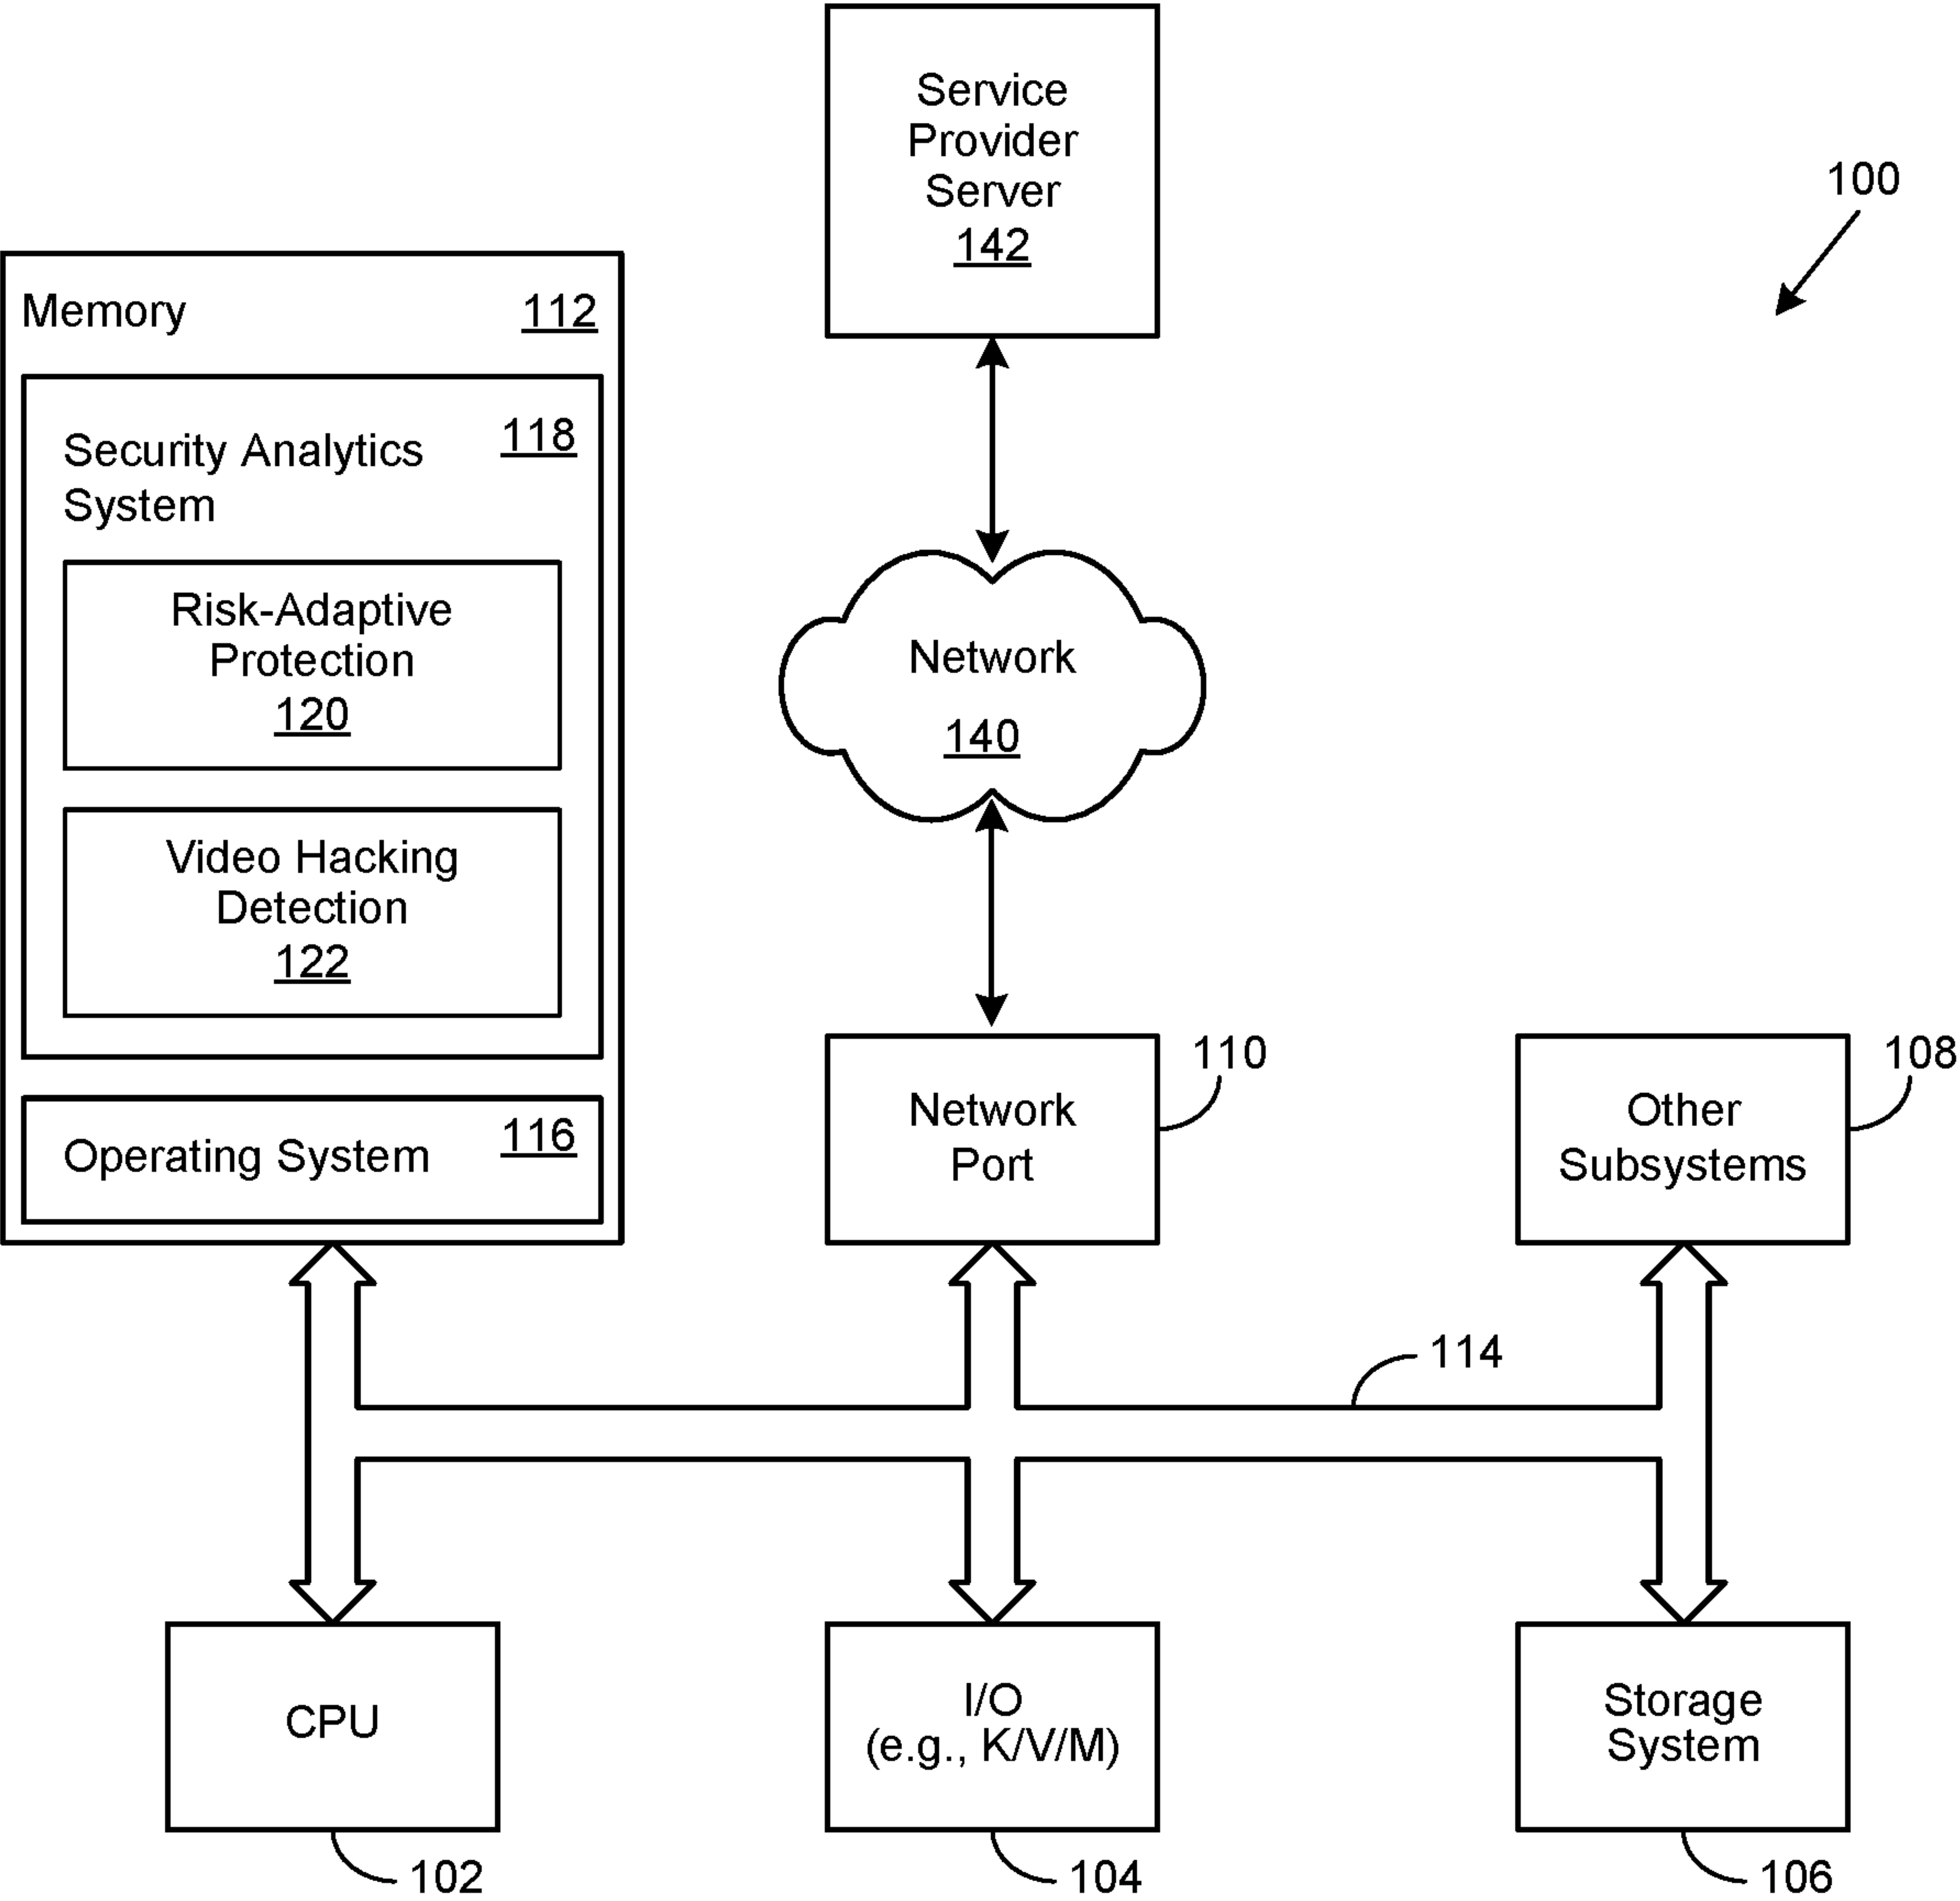 Service
Provider
Server
142
100
Memory 112
Security Analytics 118
System
Risk-Adaptive
Protection
120
Video Hacking
Detection
122
Operating System 116
Network
140
Network
Port
110
Other
Subsystems
108
114
CPU
102
I/O
(e.g., K/V/M)
104
Storage
System
106